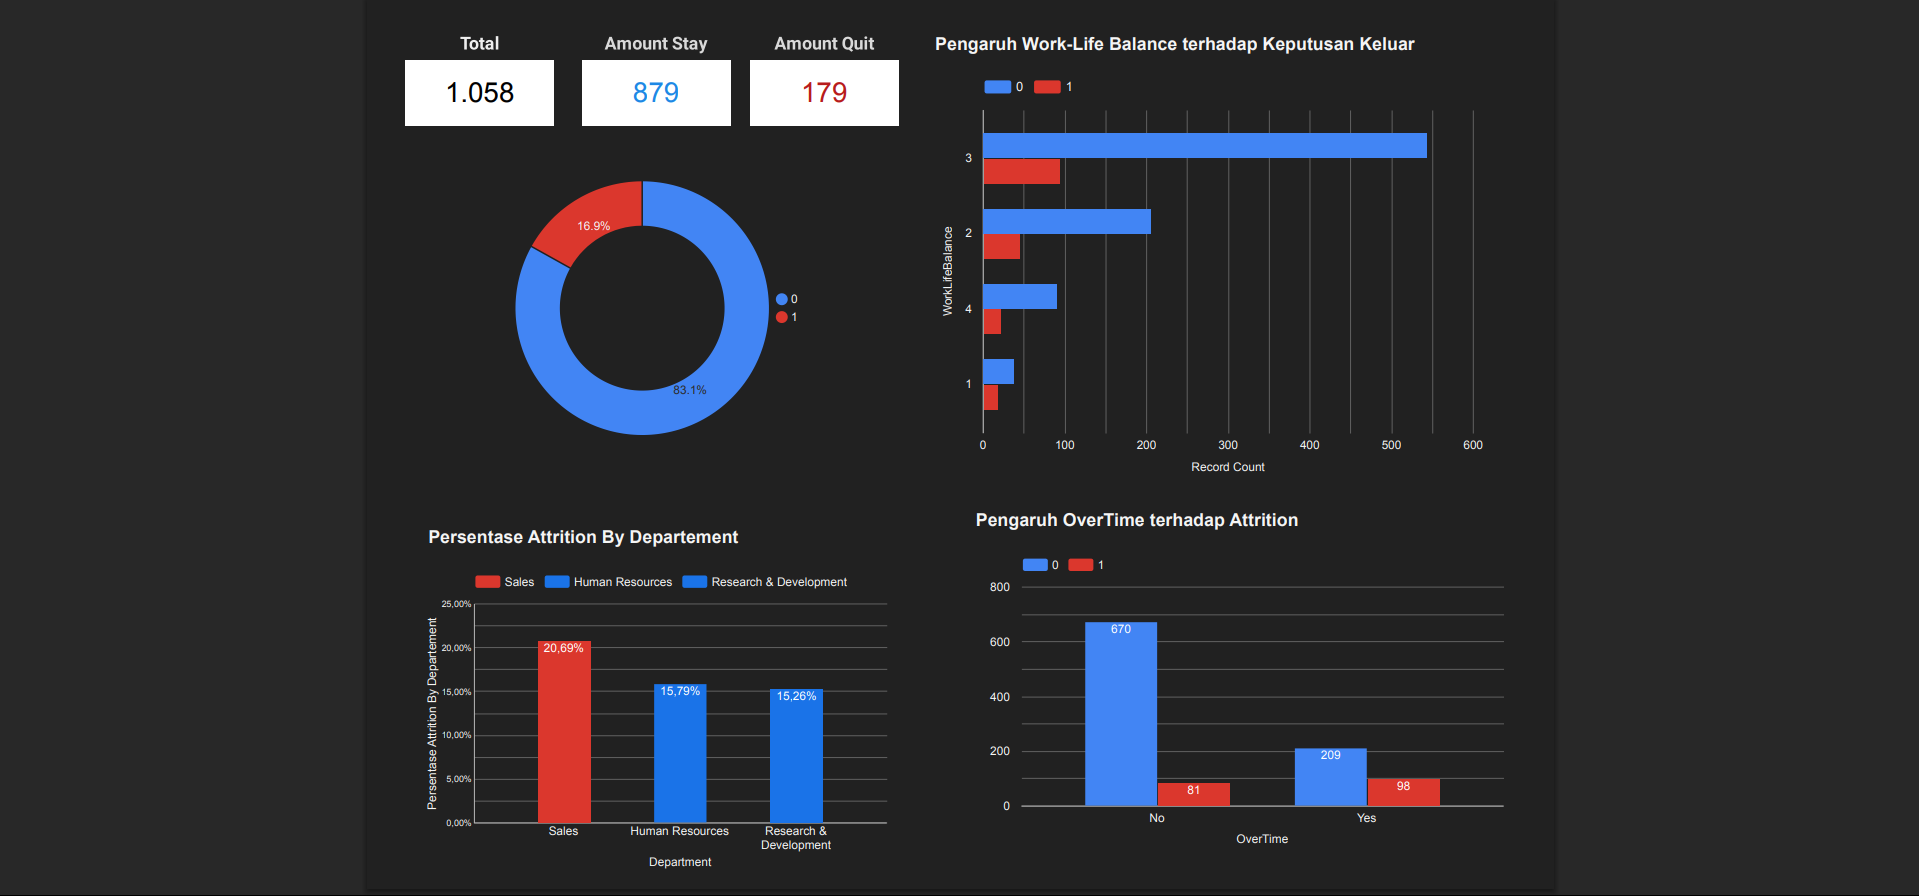 Total
1.058
Amount Stay
879
Amount Quit
179
16.9%
83.1%
0
1
Pengaruh Work-Life Balance terhadap Keputusan Keluar
0 1
WorkLifeBalance
3
2
4
1
0 100 200 300 400 500 600
Record Count
Persentase Attrition By Departement
Sales Human Resources Research & Development
Persentase Attrition By Departement
25,00%
20,00%
15,00%
10,00%
5,00%
0,00%
20,69%
15,79%
15,26%
Sales Human Resources Research &
Development
Department
Pengaruh OverTime terhadap Attrition
0 1
800
600
400
200
0
670
81
209
98
No Yes
OverTime